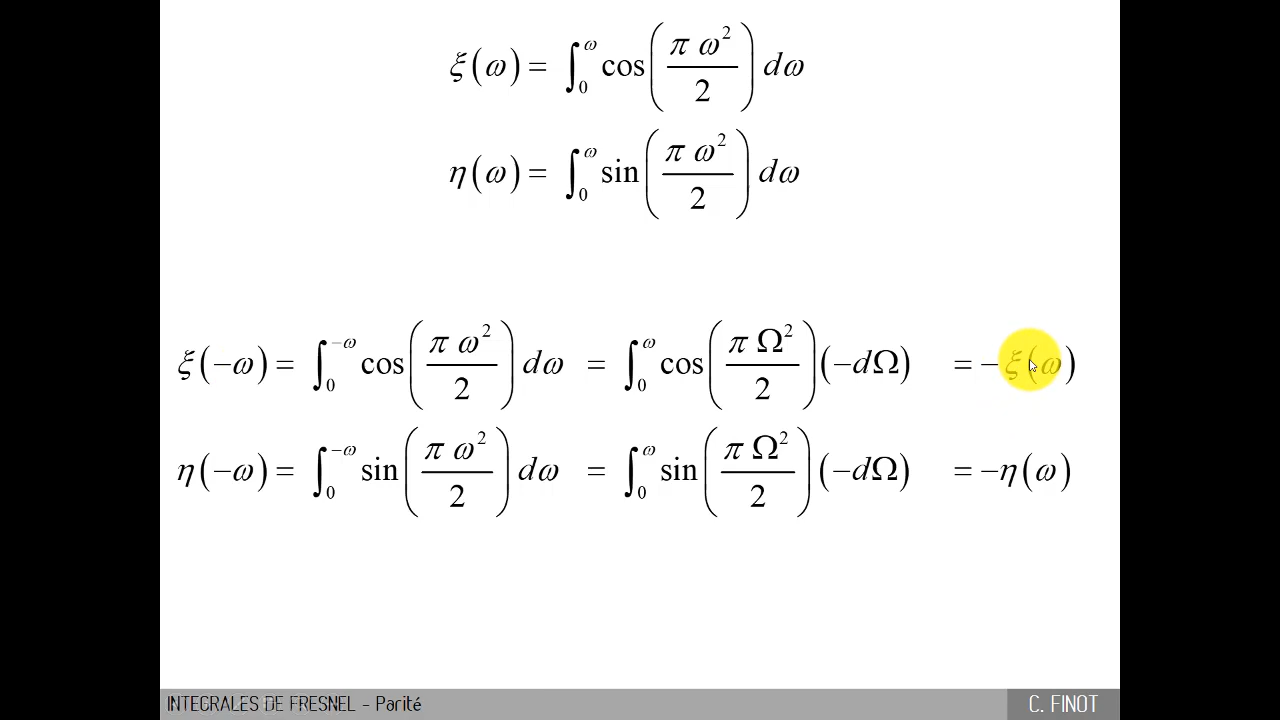 ξ(ω) = ∫₀^ω cos(π ω²/2) dω
η(ω) = ∫₀^ω sin(π ω²/2) dω
ξ(−ω) = ∫₀^−ω cos(π ω²/2) dω = ∫₀^ω cos(π Ω²/2)(−dΩ) = −ξ(ω)
η(−ω) = ∫₀^−ω sin(π ω²/2) dω = ∫₀^ω sin(π Ω²/2)(−dΩ) = −η(ω)
INTEGRALES DE FRESNEL - Parité C. FINOT